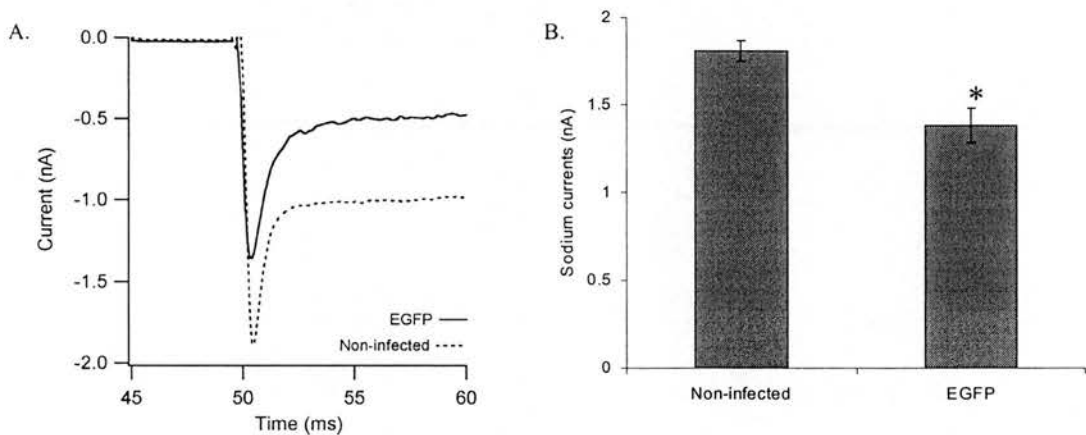 A.
0.0
-0.5
-1.0
-1.5
-2.0
Current (nA)
EGFP
Non-infected
45
50
55
60
Time (ms)
B.
2
1.5
1
0.5
0
Sodium currents (nA)
*
Non-infected
EGFP